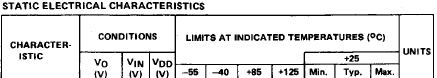 STATIC ELECTRICAL CHARACTERISTICS
CHARACTER-
ISTIC
CONDITIONS
LIMITS AT INDICATED TEMPERATURES (°C)
UNITS
+25
VO
(V)
VIN
(V)
VDD
(V)
−55
−40
+85
+125
Min.
Typ.
Max.